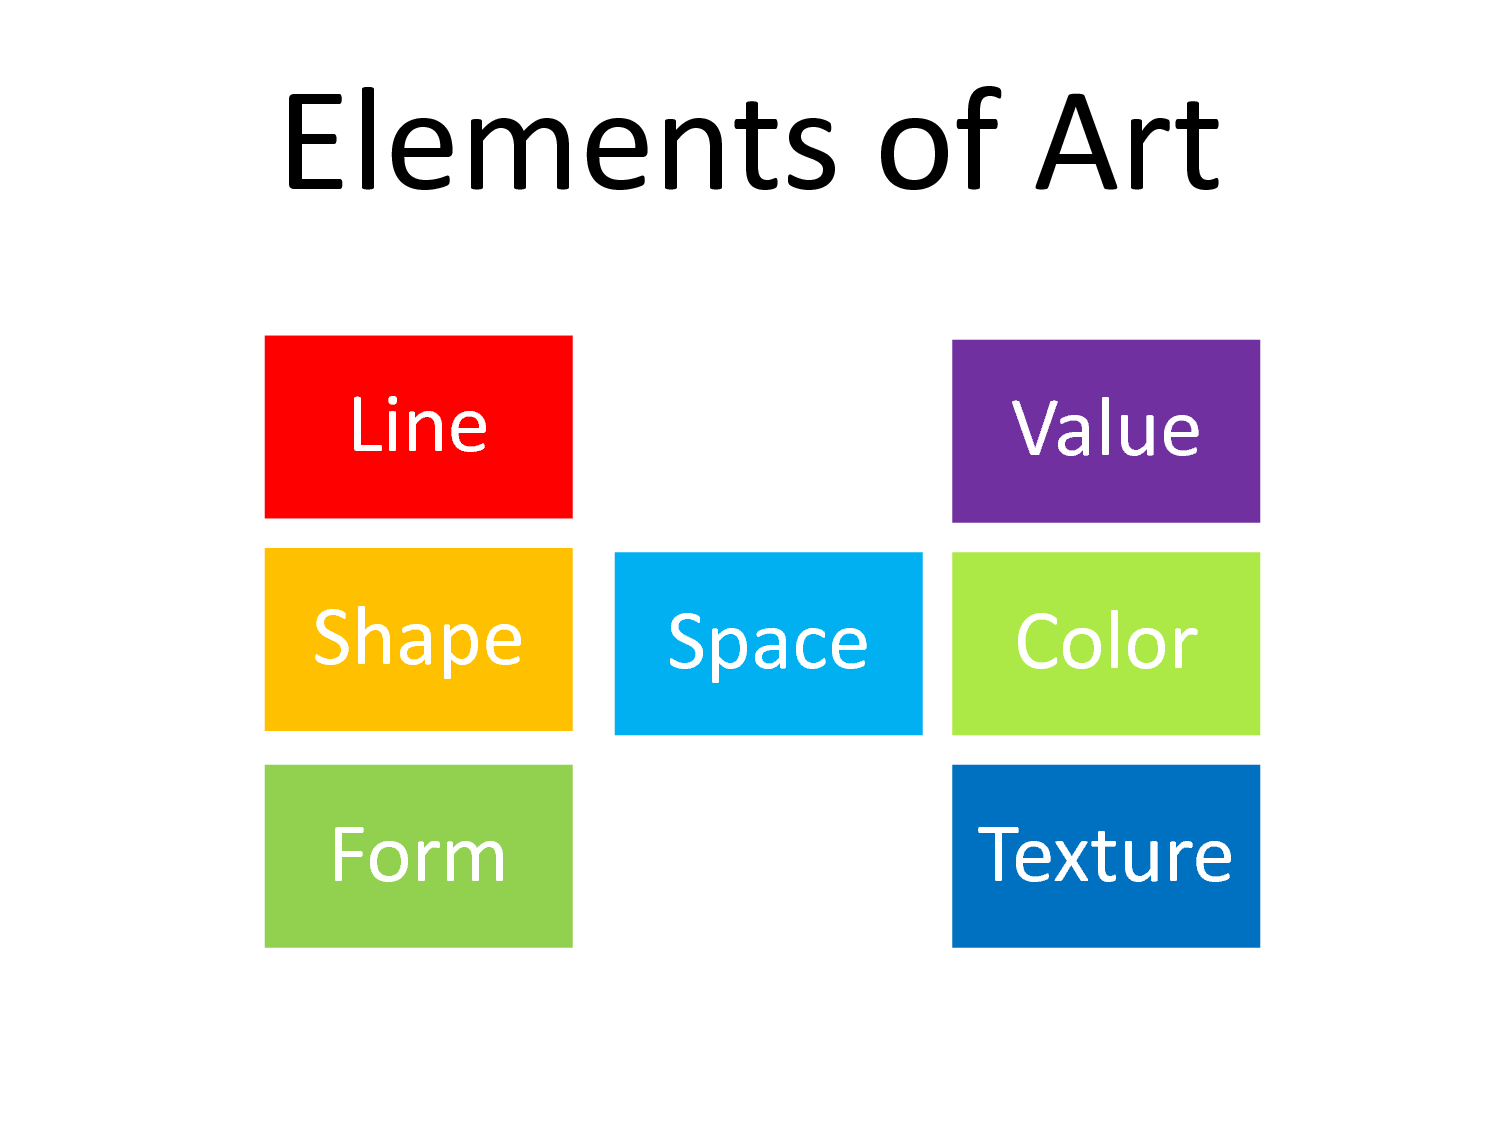 Elements of Art
Line
Value
Shape
Space
Color
Form
Texture